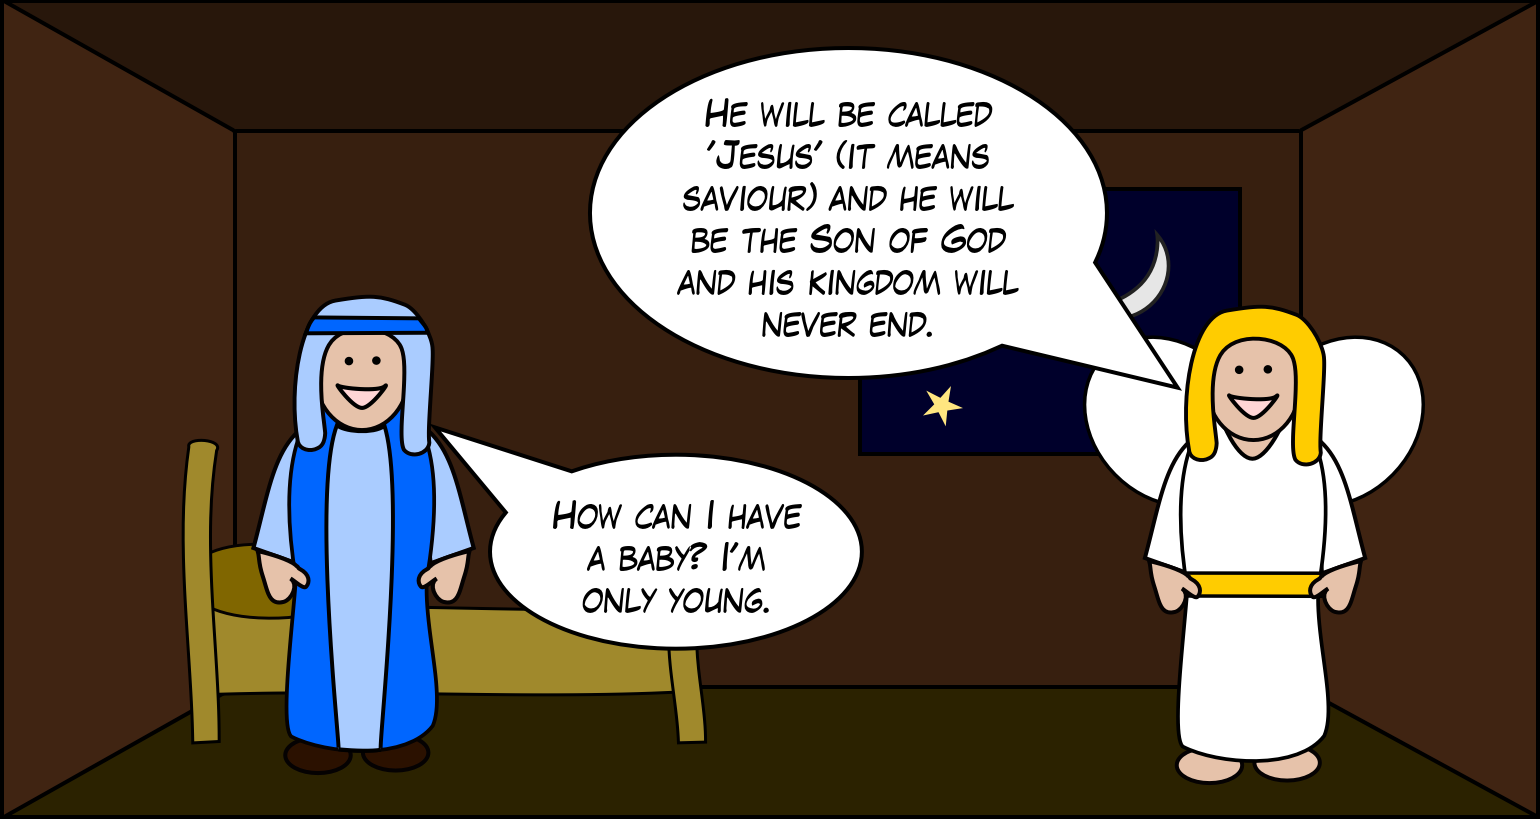 He will be called
'Jesus' (it means
saviour) and he will
be the Son of God
and his kingdom will
never end.
How can I have
a baby? I'm
only young.